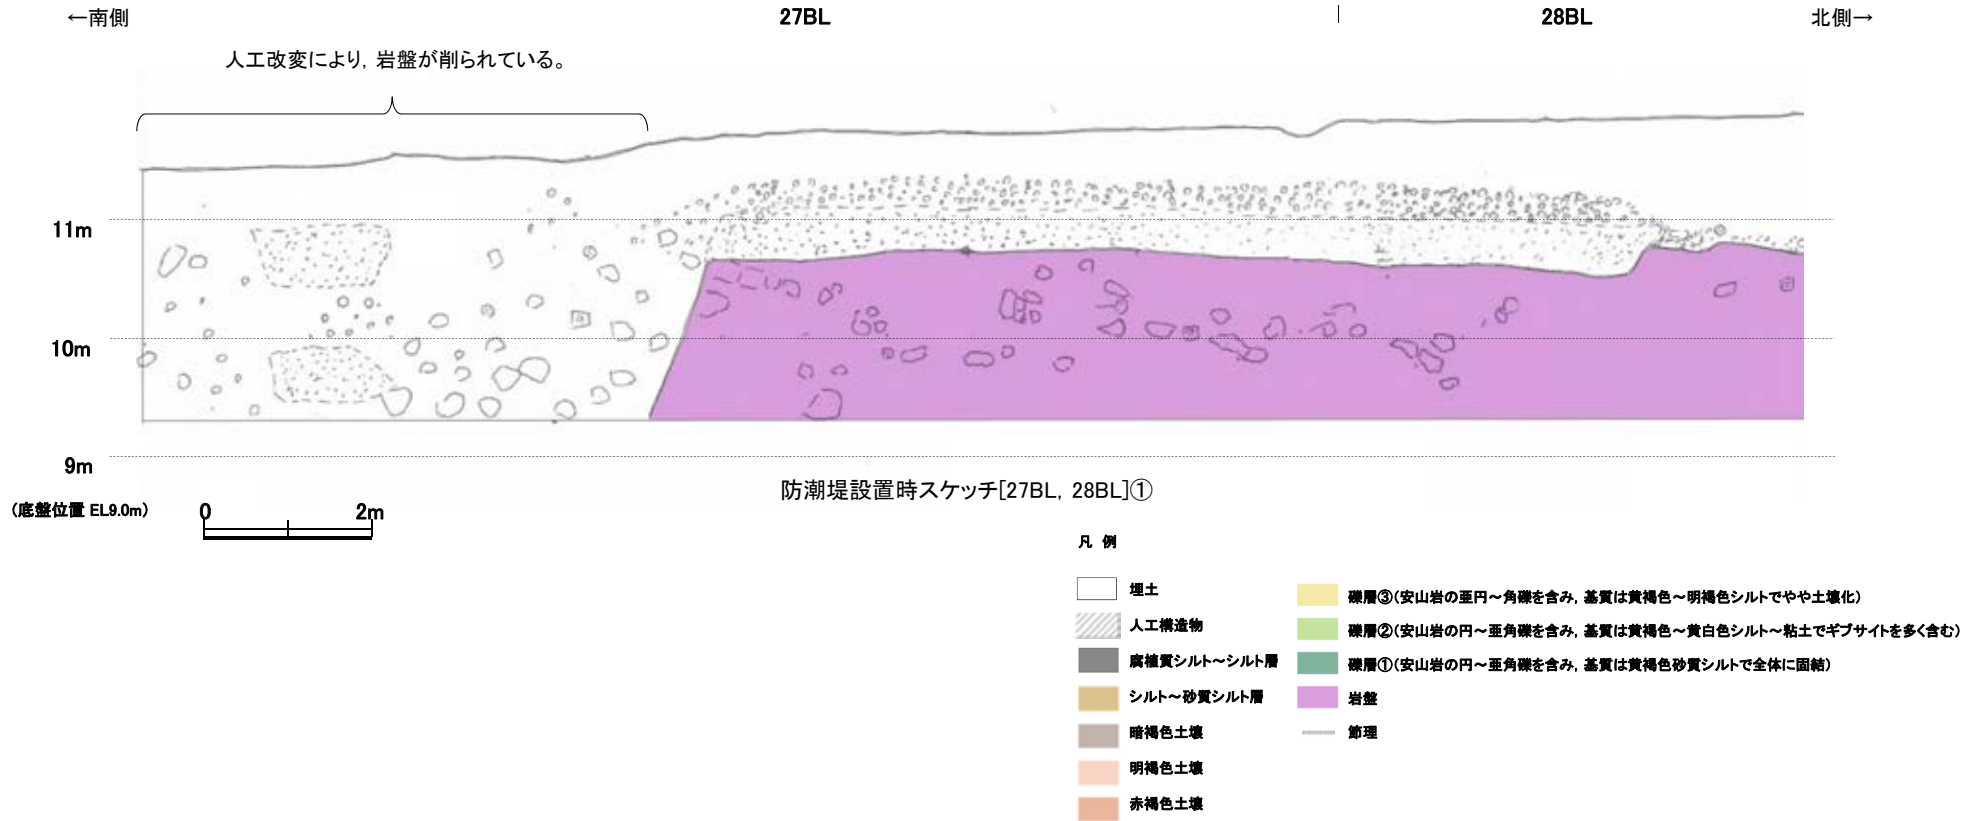 ←南側
27BL
28BL
北側→
人工改変により, 岩盤が削られている。
11m
10m
9m
防潮堤設置時スケッチ[27BL, 28BL]①
(底盤位置 EL9.0m)
0
2m
凡 例
埋土
人工構造物
腐植質シルト～シルト層
シルト～砂質シルト層
暗褐色土壌
明褐色土壌
赤褐色土壌
礫層③(安山岩の亜円～角礫を含み, 基質は黄褐色～明褐色シルトでやや土壌化)
礫層②(安山岩の円～亜角礫を含み, 基質は黄褐色～黄白色シルト～粘土でギブサイトを多く含む)
礫層①(安山岩の円～亜角礫を含み, 基質は黄褐色砂質シルトで全体に固結)
岩盤
節理